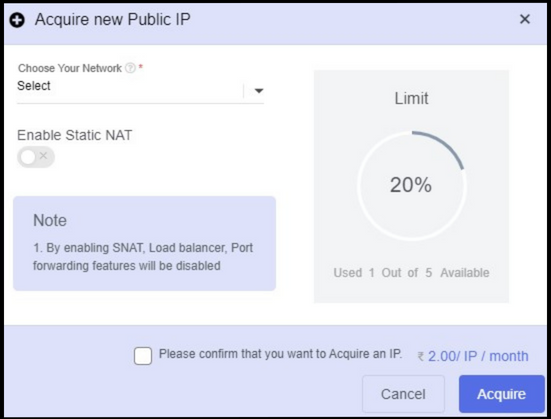 Acquire new Public IP
Choose Your Network ? *
Select
Enable Static NAT
Note
1. By enabling SNAT, Load balancer, Port
forwarding features will be disabled
Limit
20%
Used 1 Out of 5 Available
Please confirm that you want to Acquire an IP.
₹ 2.00/ IP / month
Cancel
Acquire